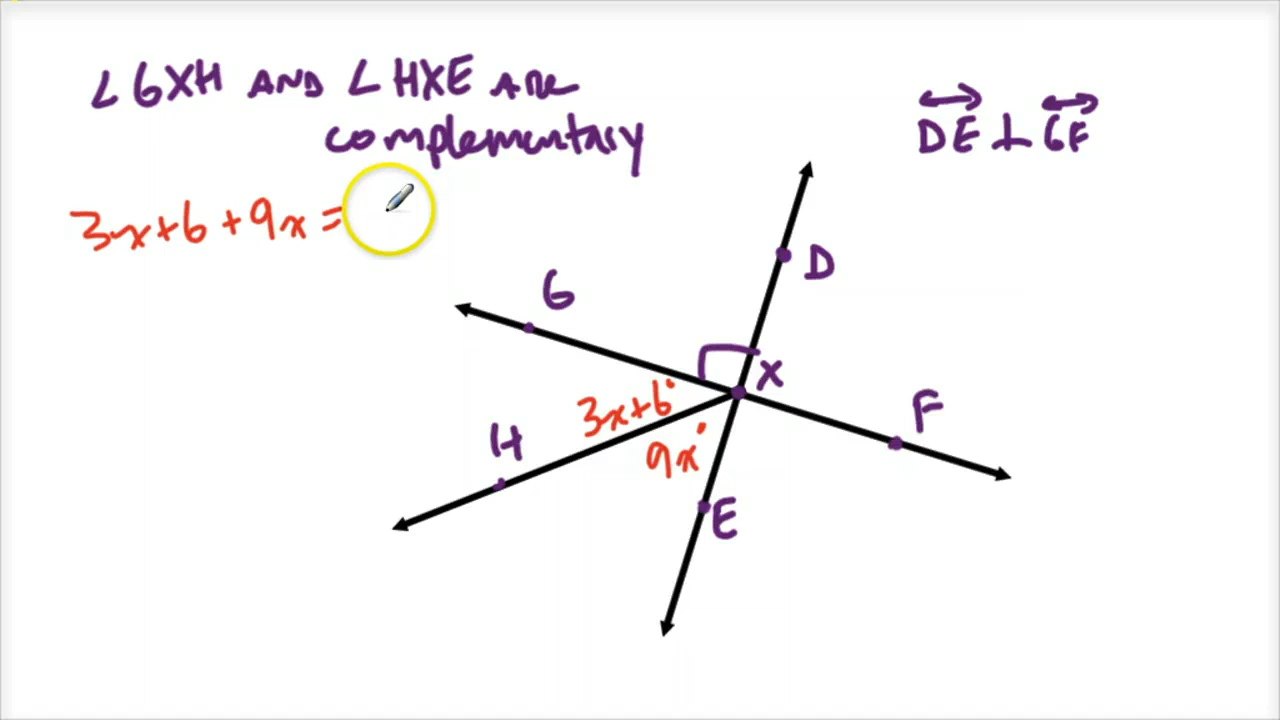 ∠GXH AND ∠HXE ARE
complementary
DE ⊥ GF
3x+6+9x=
D
G
X
3x+6°
F
H
9x°
E